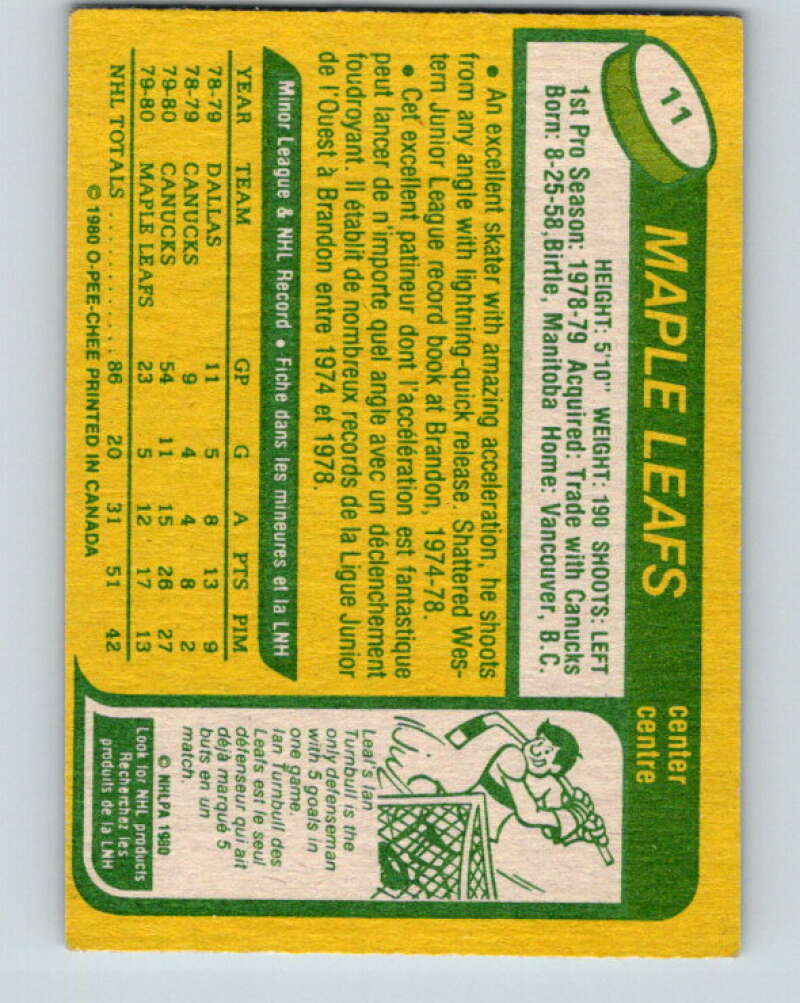 11
MAPLE LEAFS
center
centre
HEIGHT: 5'10" WEIGHT: 190 SHOOTS: LEFT
1st Pro Season: 1978-79 Acquired: Trade with Canucks
Born: 8-25-58, Birtle, Manitoba Home: Vancouver, B.C.
• An excellent skater with amazing acceleration, he shoots
from any angle with lightning-quick release. Shattered Wes-
tern Junior League record book at Brandon, 1974-78.
• Cet excellent patineur dont l'accélération est fantastique
peut lancer de n'importe quel angle avec un déclenchement
foudroyant. Il établit de nombreux records de la Ligue Junior
de l'Ouest à Brandon entre 1974 et 1978.
Minor League & NHL Record • Fiche dans les mineures et la LNH
YEAR TEAM GP G A PTS PIM
78-79 DALLAS 11 5 8 13 9
78-79 CANUCKS 9 4 4 8 2
79-80 CANUCKS 54 11 15 26 27
79-80 MAPLE LEAFS 23 5 12 17 13
NHL TOTALS .......... 86 20 31 51 42
© 1980 O-PEE-CHEE PRINTED IN CANADA
Leaf's Ian
Turnbull is the
only defenseman
with 5 goals in
one game.
Ian Turnbull des
Leafs est le seul
défenseur qui ait
déjà marqué 5
buts en un
match.
© NHLPA 1980
Look for NHL products
Recherchez les
produits de la LNH